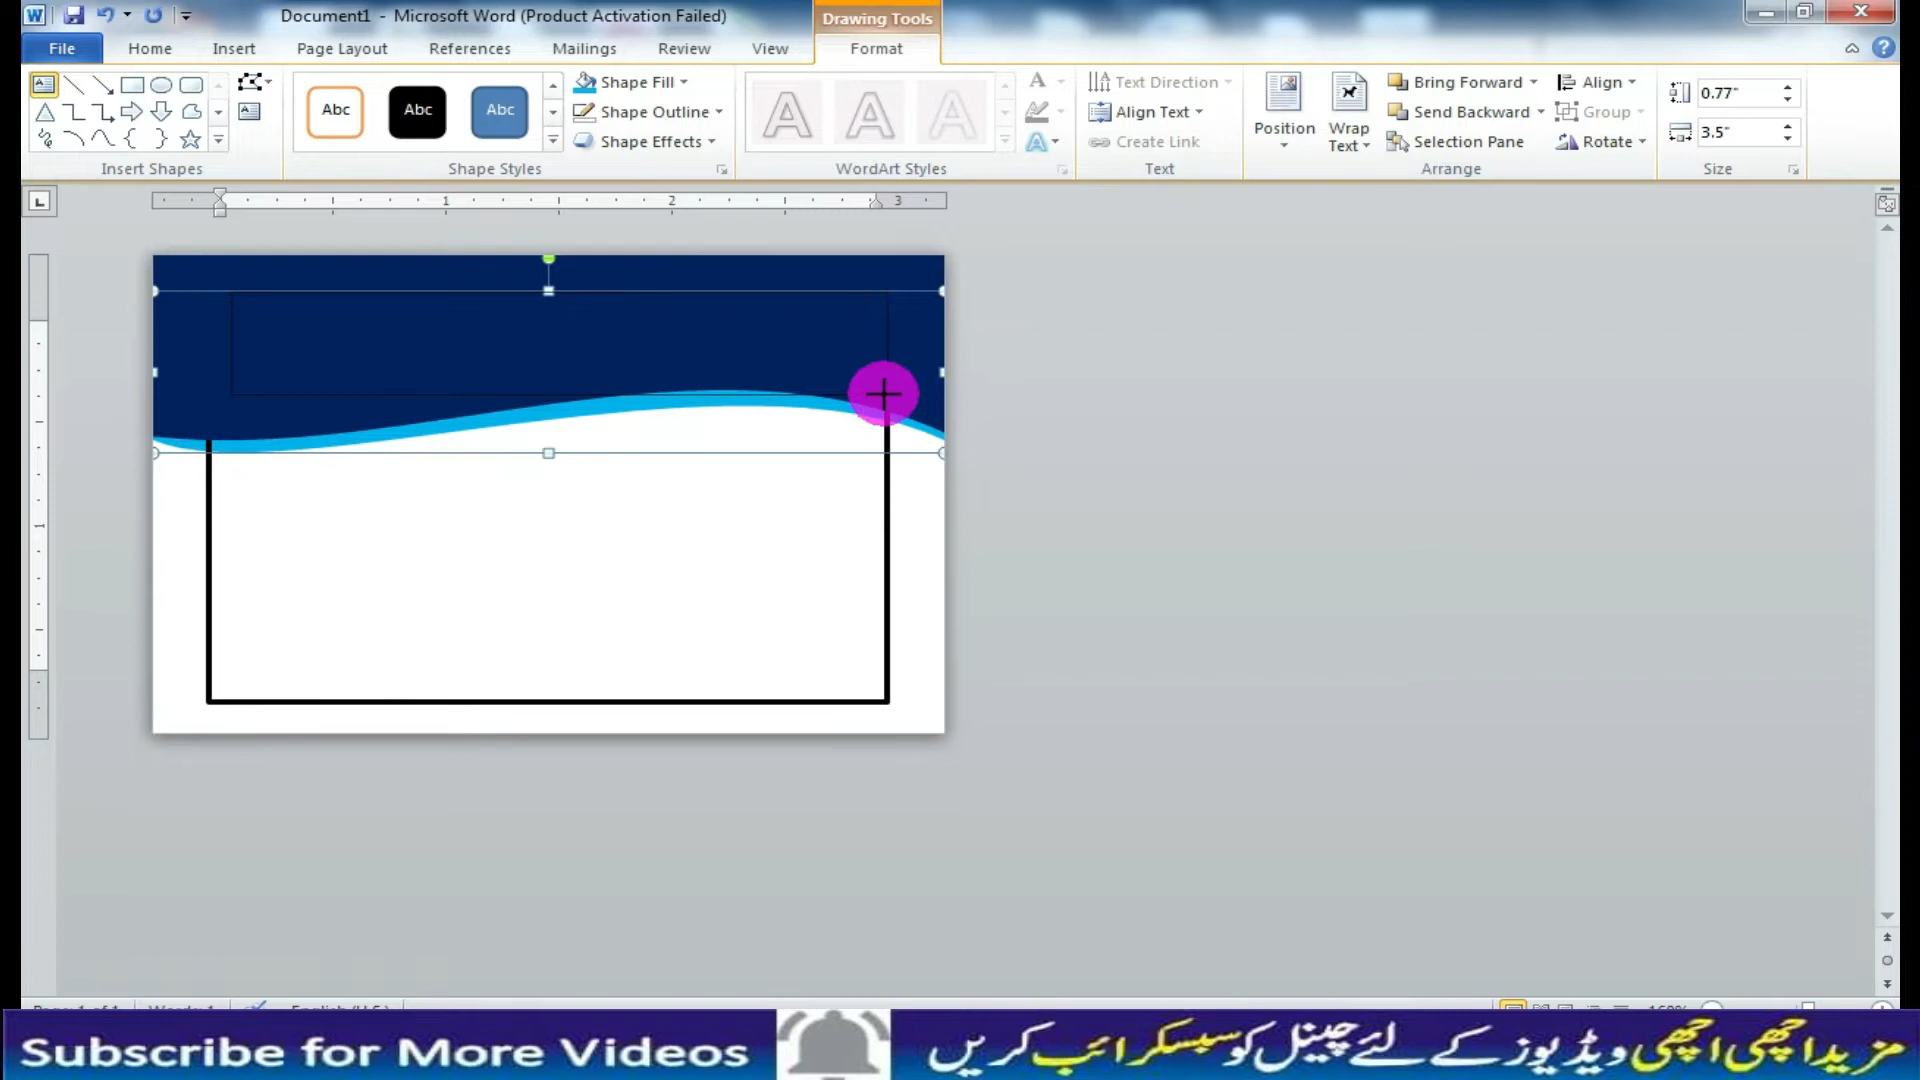 Document1 - Microsoft Word (Product Activation Failed)
Drawing Tools
File Home Insert Page Layout References Mailings Review View Format
Abc Abc Abc
Shape Fill
Shape Outline
Shape Effects
Text Direction
Align Text
Create Link
Position
Wrap Text
Bring Forward
Send Backward
Selection Pane
Align
Group
Rotate
0.77"
3.5"
Insert Shapes Shape Styles WordArt Styles Text Arrange Size
1 2 3
1
Subscribe for More Videos
مزیداچھی اچھی ویڈیوز کے لئے چینل کو سبسکرائب کریں